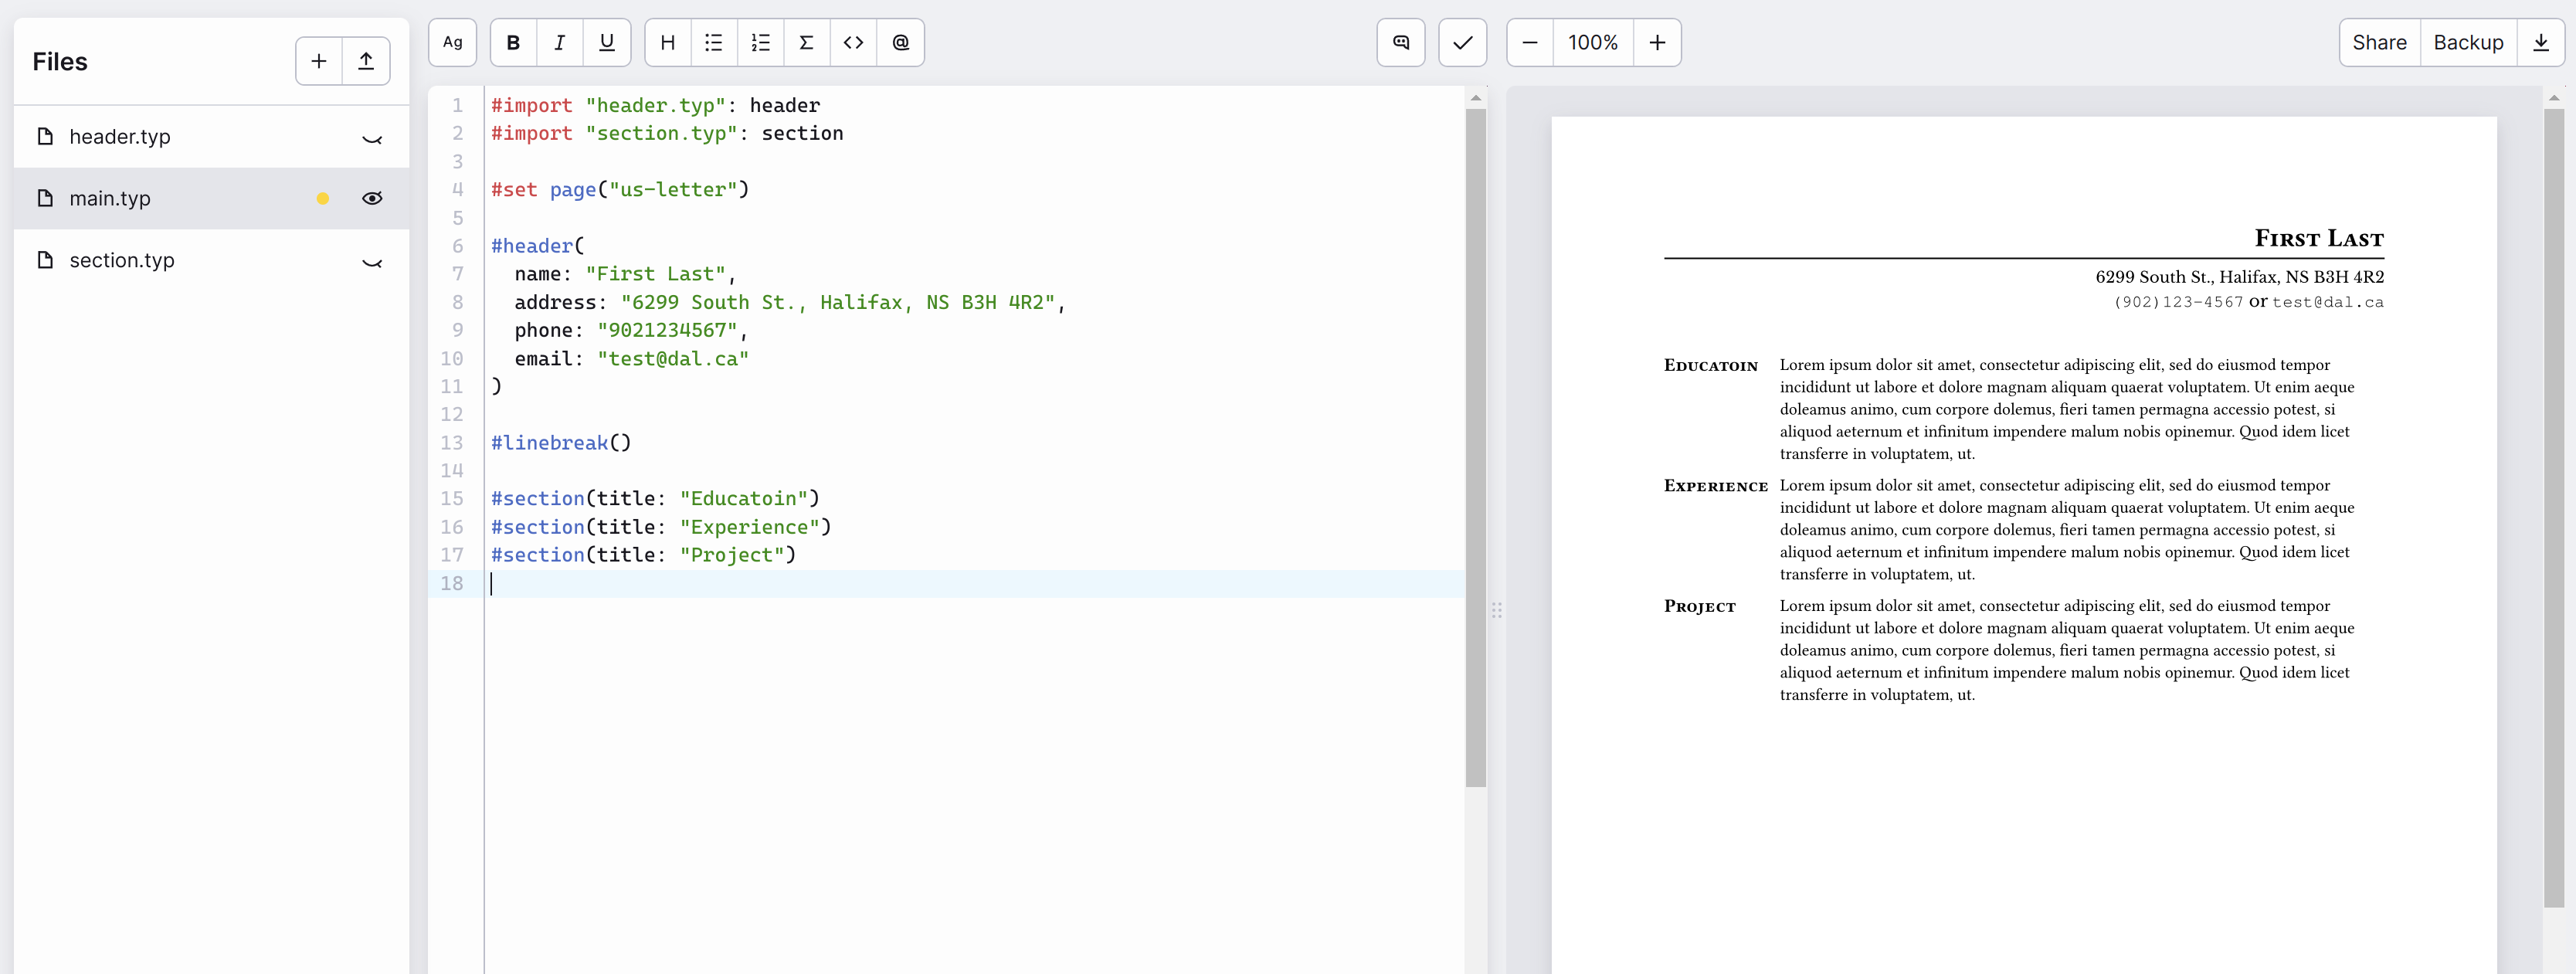 Files
header.typ
main.typ
section.typ
Ag B I U H Σ <> @
100%
Share Backup
1 #import "header.typ": header
2 #import "section.typ": section
3
4 #set page("us-letter")
5
6 #header(
7 name: "First Last",
8 address: "6299 South St., Halifax, NS B3H 4R2",
9 phone: "9021234567",
10 email: "test@dal.ca"
11 )
12
13 #linebreak()
14
15 #section(title: "Educatoin")
16 #section(title: "Experience")
17 #section(title: "Project")
18
First Last
6299 South St., Halifax, NS B3H 4R2
(902)123-4567 or test@dal.ca
Educatoin Lorem ipsum dolor sit amet, consectetur adipiscing elit, sed do eiusmod tempor
incididunt ut labore et dolore magnam aliquam quaerat voluptatem. Ut enim aeque
doleamus animo, cum corpore dolemus, fieri tamen permagna accessio potest, si
aliquod aeternum et infinitum impendere malum nobis opinemur. Quod idem licet
transferre in voluptatem, ut.
Experience Lorem ipsum dolor sit amet, consectetur adipiscing elit, sed do eiusmod tempor
incididunt ut labore et dolore magnam aliquam quaerat voluptatem. Ut enim aeque
doleamus animo, cum corpore dolemus, fieri tamen permagna accessio potest, si
aliquod aeternum et infinitum impendere malum nobis opinemur. Quod idem licet
transferre in voluptatem, ut.
Project Lorem ipsum dolor sit amet, consectetur adipiscing elit, sed do eiusmod tempor
incididunt ut labore et dolore magnam aliquam quaerat voluptatem. Ut enim aeque
doleamus animo, cum corpore dolemus, fieri tamen permagna accessio potest, si
aliquod aeternum et infinitum impendere malum nobis opinemur. Quod idem licet
transferre in voluptatem, ut.